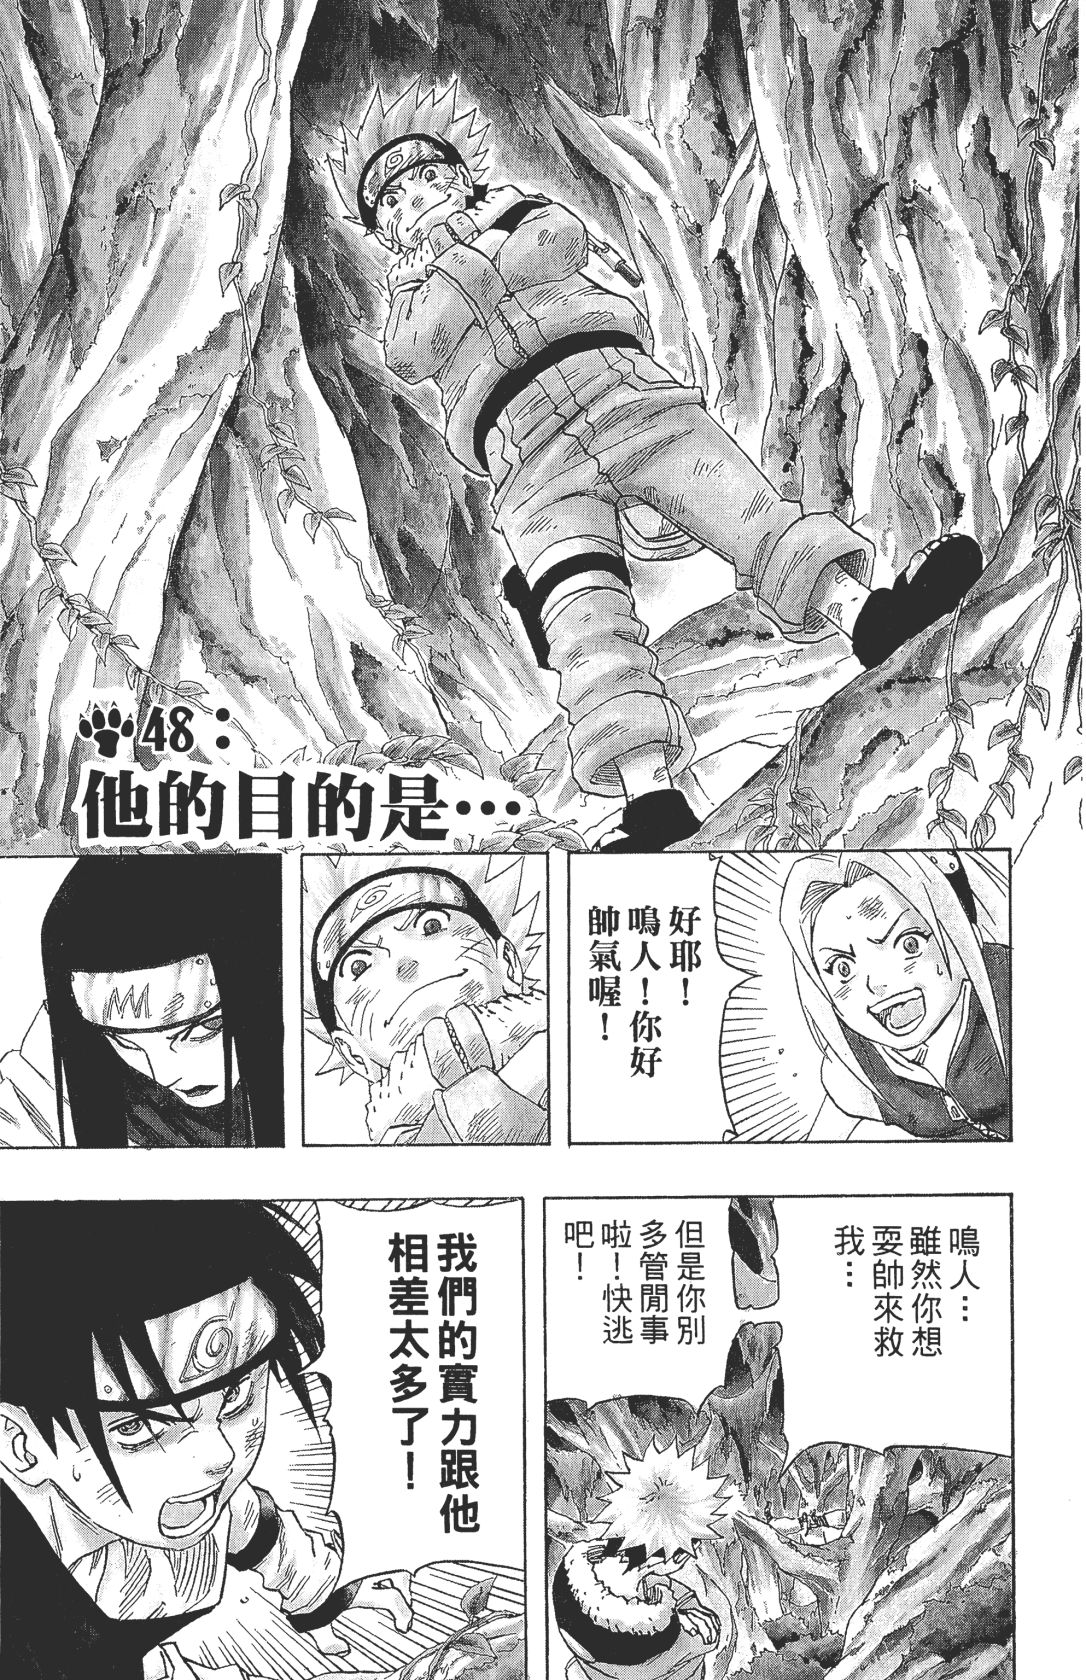 48：
他的目的是…
好耶！
鳴人！你好
帥氣喔！
鳴人…
雖然你想
耍帥來救
我…
但是你別
多管閒事
啦！快逃
吧！
我們的實力跟他
相差太多了！